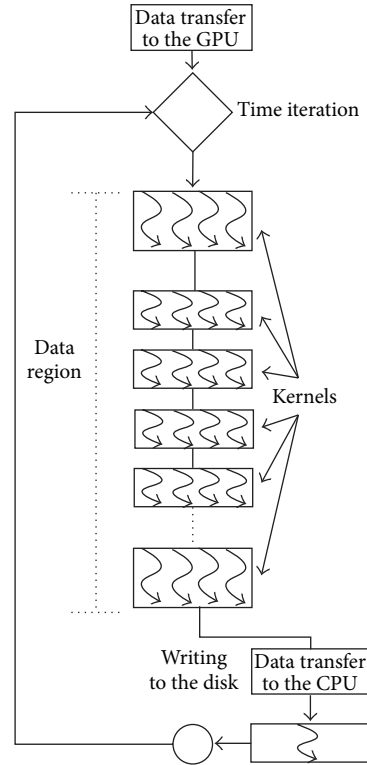 Data transfer
to the GPU
Time iteration
Data
region
Kernels
Writing
to the disk
Data transfer
to the CPU